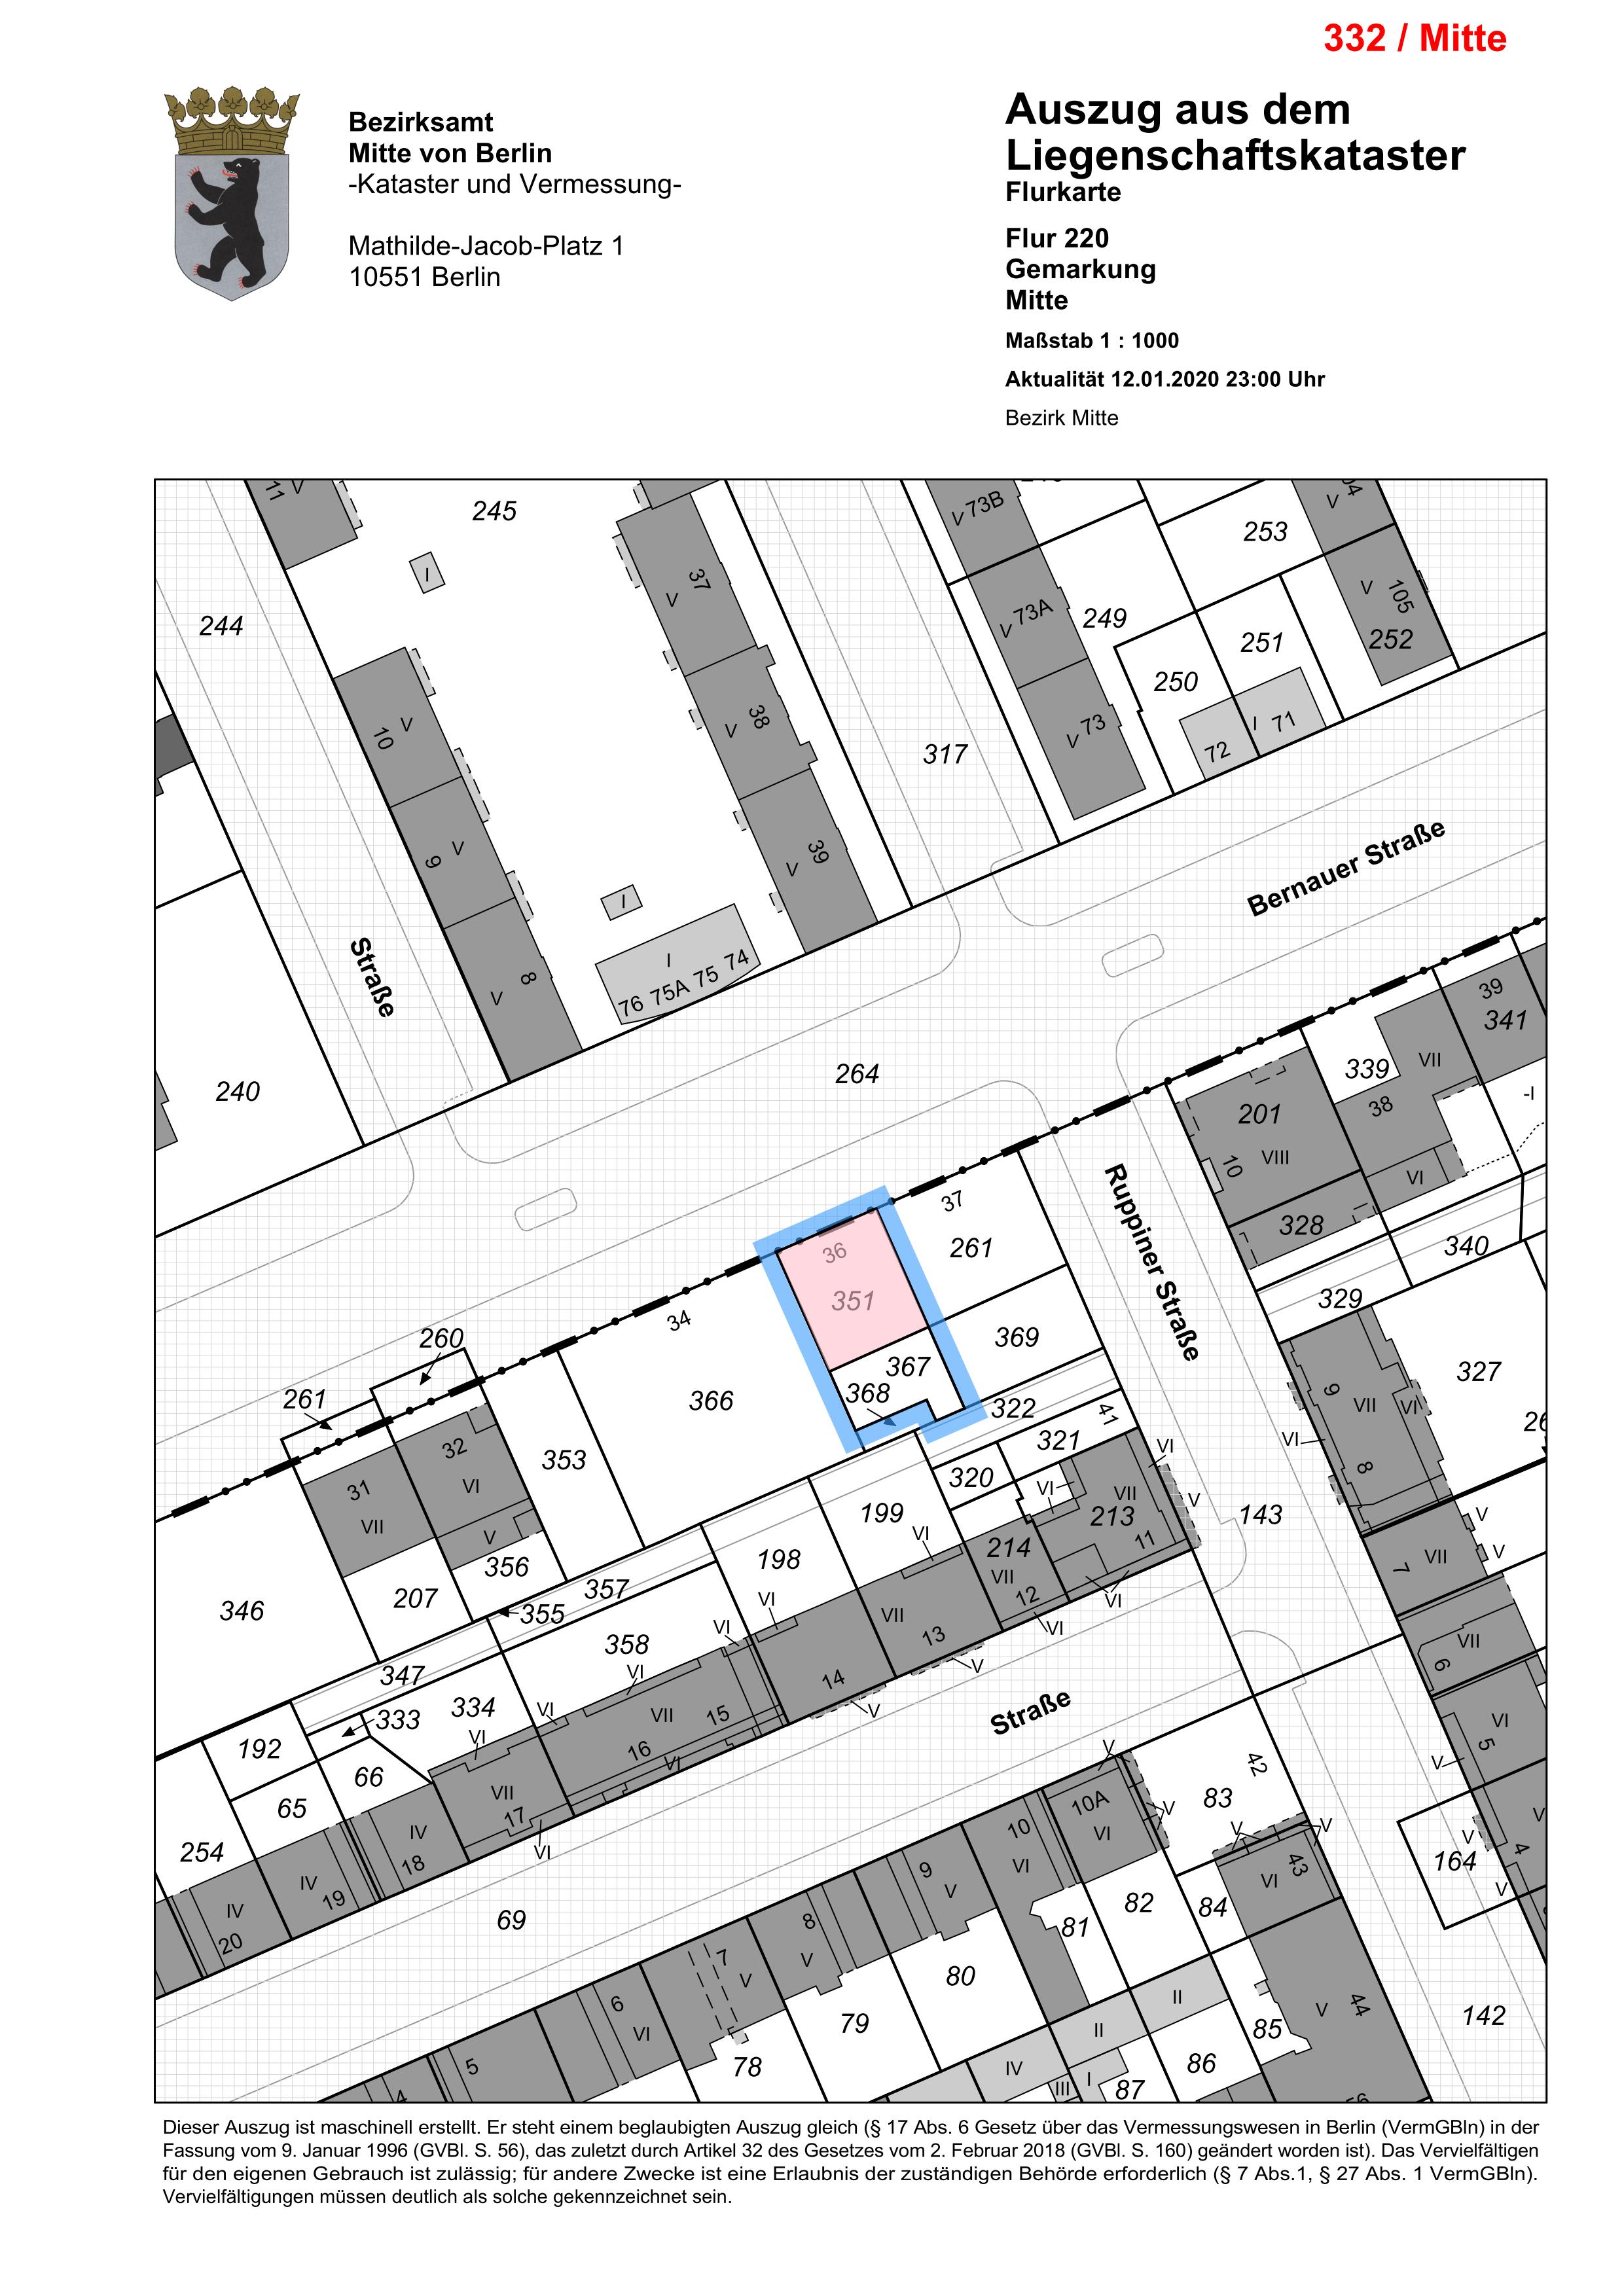 332 / Mitte
Bezirksamt
Mitte von Berlin
-Kataster und Vermessung-
Mathilde-Jacob-Platz 1
10551 Berlin
Auszug aus dem
Liegenschaftskataster
Flurkarte
Flur 220
Gemarkung
Mitte
Maßstab 1 : 1000
Aktualität 12.01.2020 23:00 Uhr
Bezirk Mitte
11 V
245
V 73B
253
V
I
37
V
V 105
252
244
V 73A
249
251
250
10 V
V 38
V 73
72 I 71
317
9 V
V 39
Bernauer Straße
I
Straße
8
V
I
76 75A 75 74
264
240
39
341
339
VII
38
-I
201
10 VIII
VI
328
340
Ruppiner Straße
37
261
36
351
34
329
260
261
369
367
368
322
366
327
9 VII VI
VI
8
41
321
VI
320
VI
VII
V
213
11
143
32
VI
V
31
VII
353
356
199
VI
214
VII
12
VI
VI
198
VI
7 VII
V
V
346
207
357
355
358
VI
VI
VII
13
V
14
V
VII
6
347
333
334
VI
VI
VII 15
16
VI
Straße
192
66
65
VII
17
VI
VI
5
V
254
IV
18
IV
19
IV
20
42
83
V
V
10A
VI
V
V
43
VI
V
164
4
V
V
10
VI
9
V
82
84
81
69
8
V
80
7
V
II
V 44
142
6
VI
79
II
85
78
IV
III
I
86
87
5
4
Dieser Auszug ist maschinell erstellt. Er steht einem beglaubigten Auszug gleich (§ 17 Abs. 6 Gesetz über das Vermessungswesen in Berlin (VermGBln) in der
Fassung vom 9. Januar 1996 (GVBl. S. 56), das zuletzt durch Artikel 32 des Gesetzes vom 2. Februar 2018 (GVBl. S. 160) geändert worden ist). Das Vervielfältigen
für den eigenen Gebrauch ist zulässig; für andere Zwecke ist eine Erlaubnis der zuständigen Behörde erforderlich (§ 7 Abs.1, § 27 Abs. 1 VermGBln).
Vervielfältigungen müssen deutlich als solche gekennzeichnet sein.